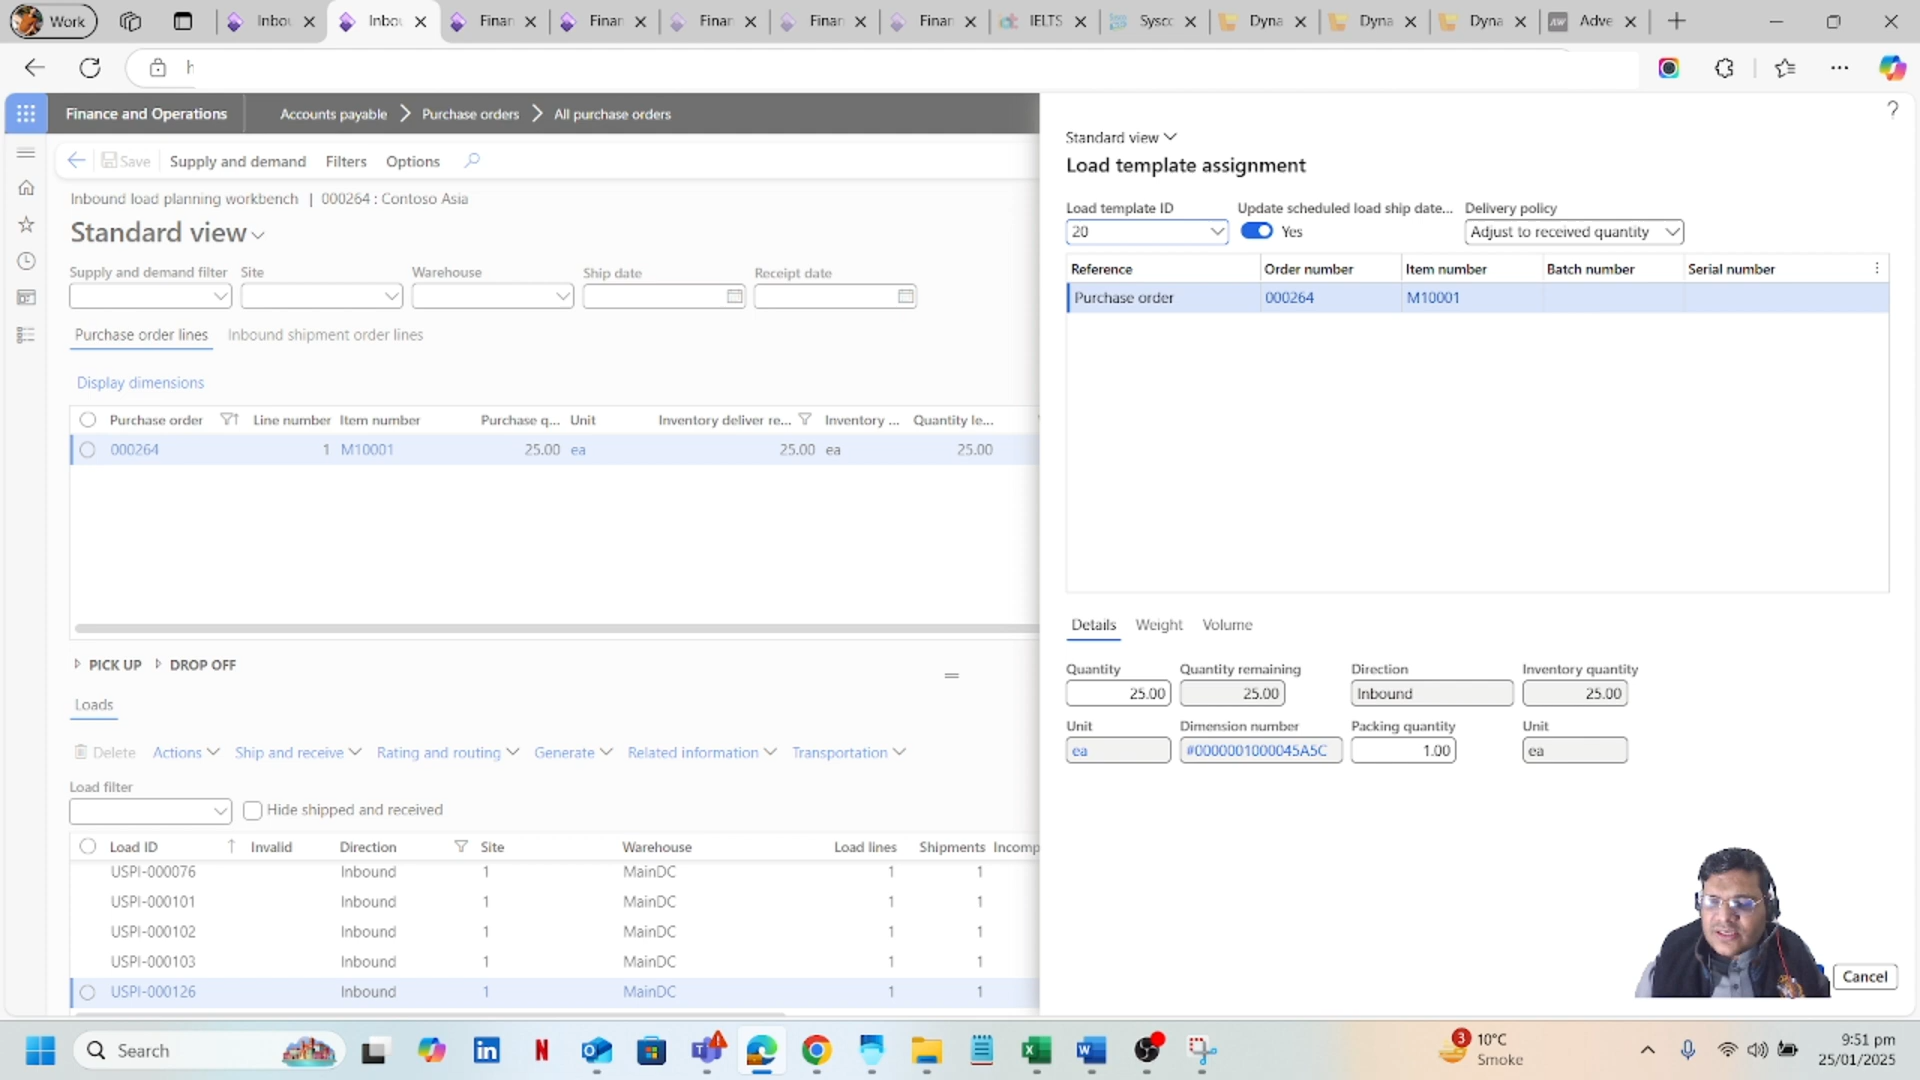 Work
Inbou
Inbou
Finan
Finan
Finan
Finan
Finan
IELTS
Sysco
Dyna
Dyna
Dyna
AW Adve
Finance and Operations
Accounts payable
Purchase orders
All purchase orders
Save
Supply and demand
Filters
Options
Inbound load planning workbench | 000264 : Contoso Asia
Standard view
Supply and demand filter
Site
Warehouse
Ship date
Receipt date
Purchase order lines
Inbound shipment order lines
Display dimensions
Purchase order Line number Item number Purchase q... Unit Inventory deliver re... Inventory ... Quantity le...
000264 1 M10001 25.00 ea 25.00 ea 25.00
PICK UP DROP OFF
Loads
Delete Actions Ship and receive Rating and routing Generate Related information Transportation
Load filter
Hide shipped and received
Load ID Invalid Direction Site Warehouse Load lines Shipments Incomp
USPI-000076 Inbound 1 MainDC 1 1
USPI-000101 Inbound 1 MainDC 1 1
USPI-000102 Inbound 1 MainDC 1 1
USPI-000103 Inbound 1 MainDC 1 1
USPI-000126 Inbound 1 MainDC 1 1
?
Standard view
Load template assignment
Load template ID
20
Update scheduled load ship date...
Yes
Delivery policy
Adjust to received quantity
Reference Order number Item number Batch number Serial number
Purchase order 000264 M10001
Details Weight Volume
Quantity Quantity remaining Direction Inventory quantity
25.00 25.00 Inbound 25.00
Unit Dimension number Packing quantity Unit
ea #0000001000045A5C 1.00 ea
Cancel
Search
3
10°C
Smoke
9:51 pm
25/01/2025